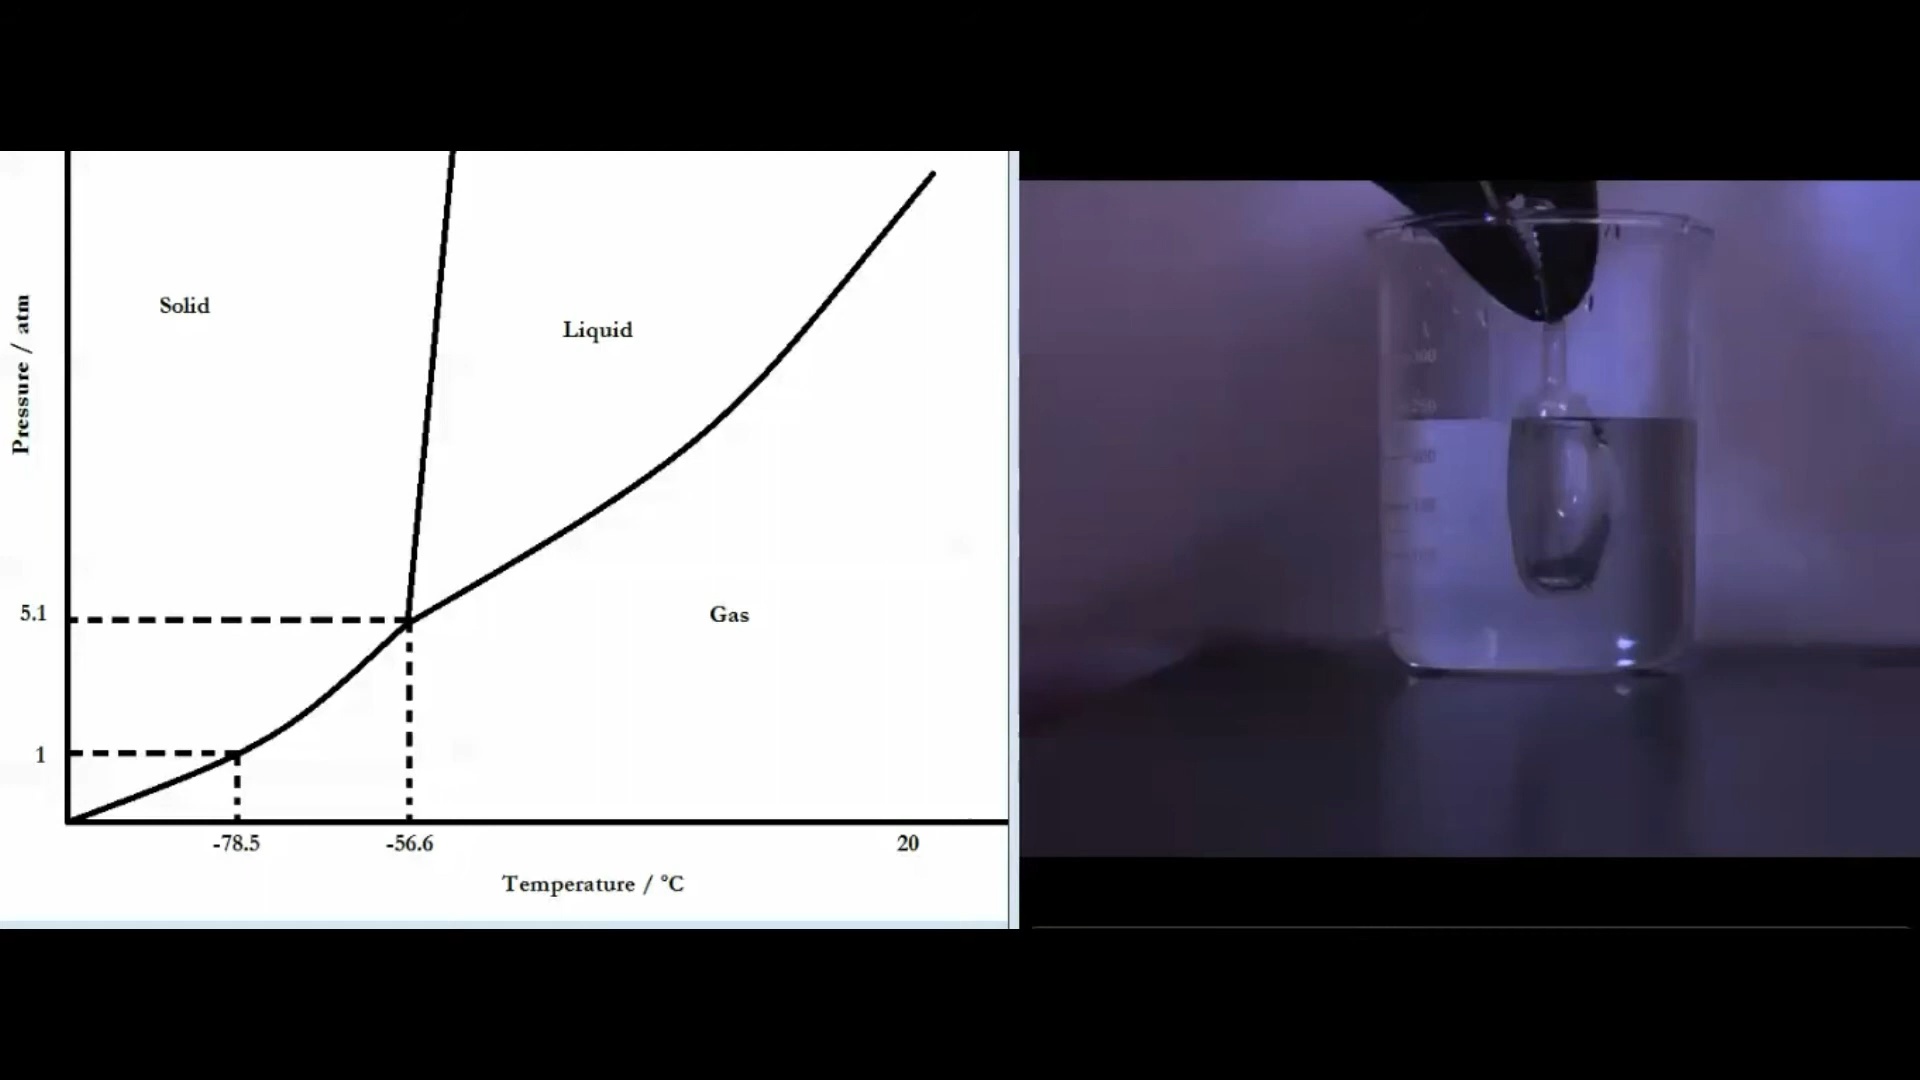 Solid
Liquid
Pressure / atm
5.1
Gas
1
-78.5
-56.6
20
Temperature / °C